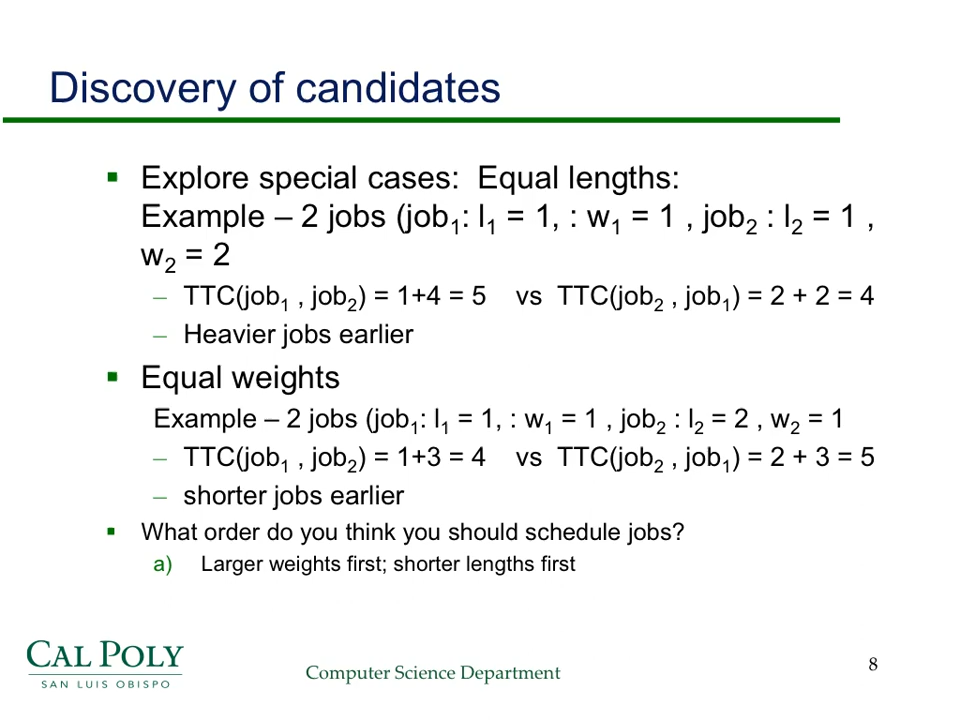 Discovery of candidates
▪ Explore special cases:  Equal lengths:
Example – 2 jobs (job₁: l₁ = 1, : w₁ = 1 , job₂ : l₂ = 1 ,
w₂ = 2
– TTC(job₁ , job₂) = 1+4 = 5    vs  TTC(job₂ , job₁) = 2 + 2 = 4
– Heavier jobs earlier
▪ Equal weights
Example – 2 jobs (job₁: l₁ = 1, : w₁ = 1 , job₂ : l₂ = 2 , w₂ = 1
– TTC(job₁ , job₂) = 1+3 = 4    vs  TTC(job₂ , job₁) = 2 + 3 = 5
– shorter jobs earlier
▪ What order do you think you should schedule jobs?
a) Larger weights first; shorter lengths first
CAL POLY
SAN LUIS OBISPO
Computer Science Department
8